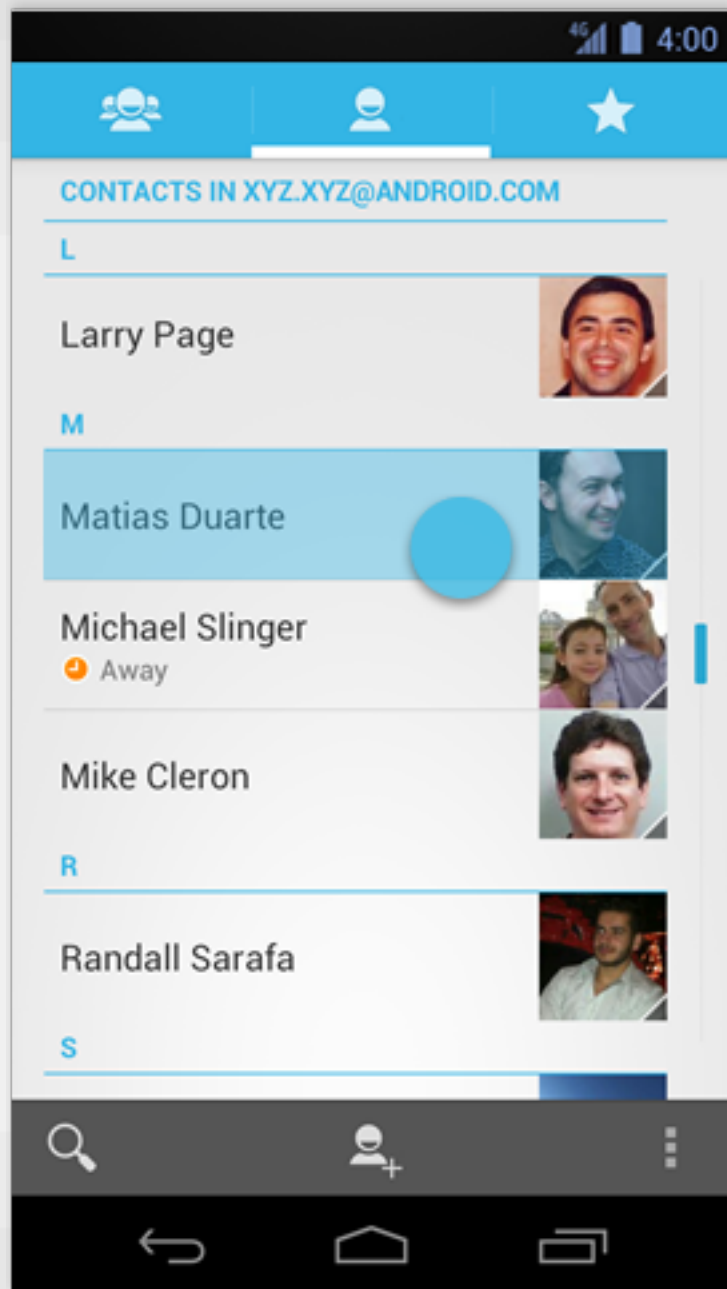 4G 4:00
CONTACTS IN XYZ.XYZ@ANDROID.COM
L
Larry Page
M
Matias Duarte
Michael Slinger
Away
Mike Cleron
R
Randall Sarafa
S